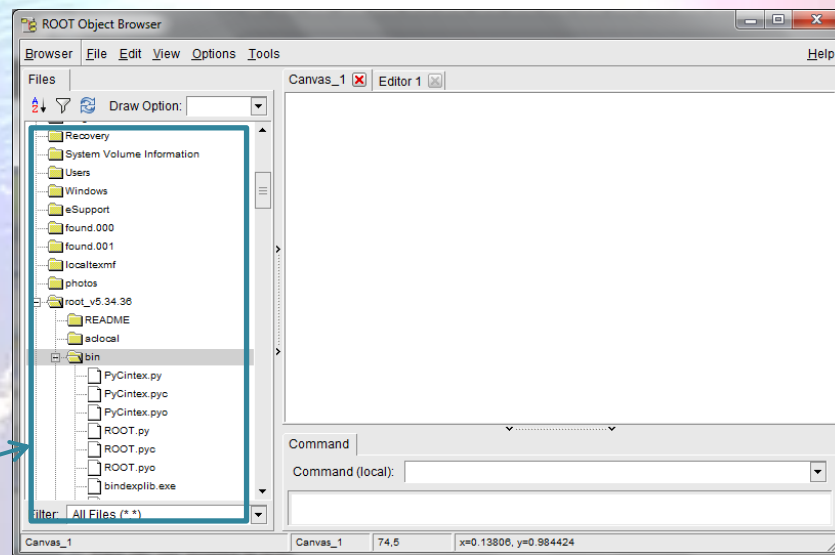 ROOT Object Browser
Browser File Edit View Options Tools Help
Files
Draw Option:
Recovery
System Volume Information
Users
Windows
eSupport
found.000
found.001
localtexmf
photos
root_v5.34.36
README
aclocal
bin
PyCintex.py
PyCintex.pyc
PyCintex.pyo
ROOT.py
ROOT.pyc
ROOT.pyo
bindexplib.exe
Filter: All Files (*.*)
Canvas_1 Editor 1
Command
Command (local):
Canvas_1 Canvas_1 74,5 x=0.13806, y=0.984424